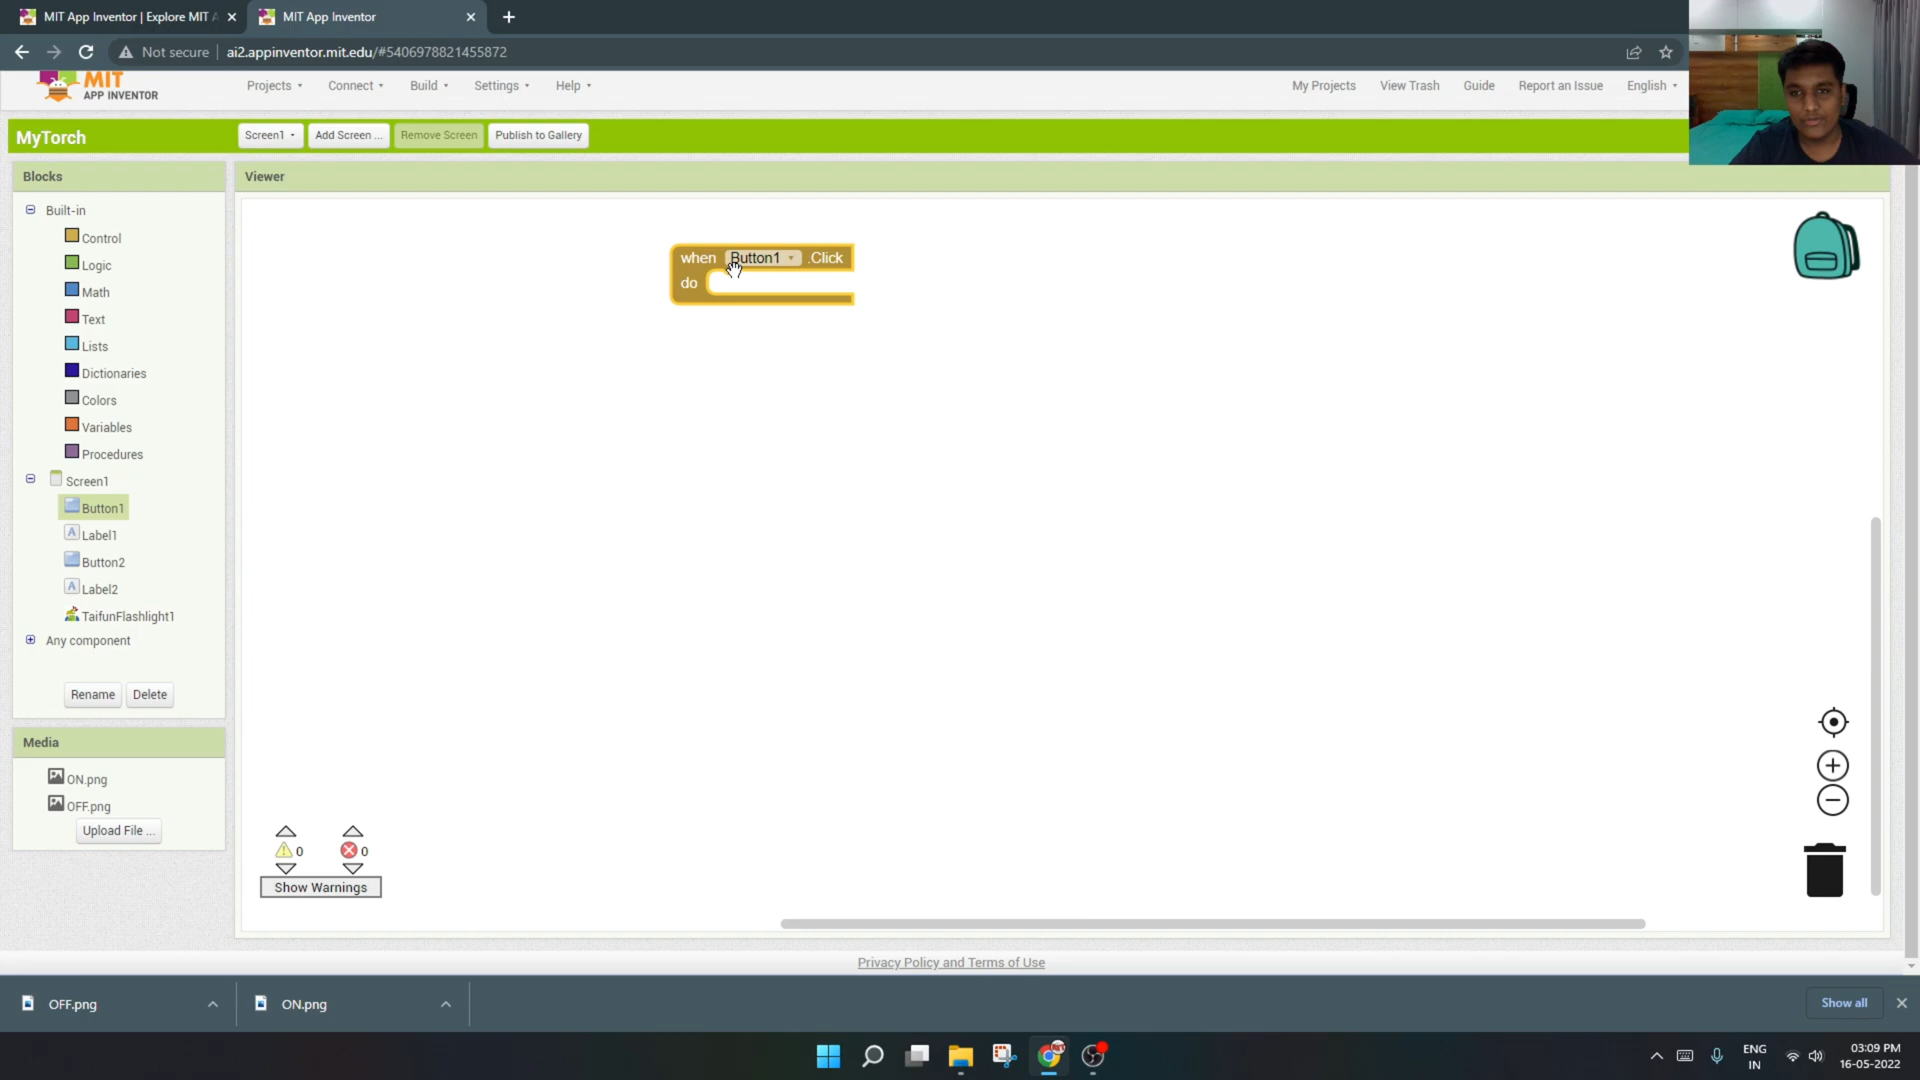 MIT App Inventor | Explore MIT A
MIT App Inventor
Not secure
ai2.appinventor.mit.edu/#5406978821455872
MIT
APP INVENTOR
Projects
Connect
Build
Settings
Help
My Projects
View Trash
Guide
Report an Issue
English
MyTorch
Screen1
Add Screen ...
Remove Screen
Publish to Gallery
Blocks
Viewer
Built-in
Control
Logic
Math
Text
Lists
Dictionaries
Colors
Variables
Procedures
Screen1
Button1
Label1
Button2
Label2
TaifunFlashlight1
Any component
Rename
Delete
Media
ON.png
OFF.png
Upload File ...
when Button1 .Click
do
0
0
Show Warnings
Privacy Policy and Terms of Use
OFF.png
ON.png
Show all
ENG
IN
03:09 PM
16-05-2022